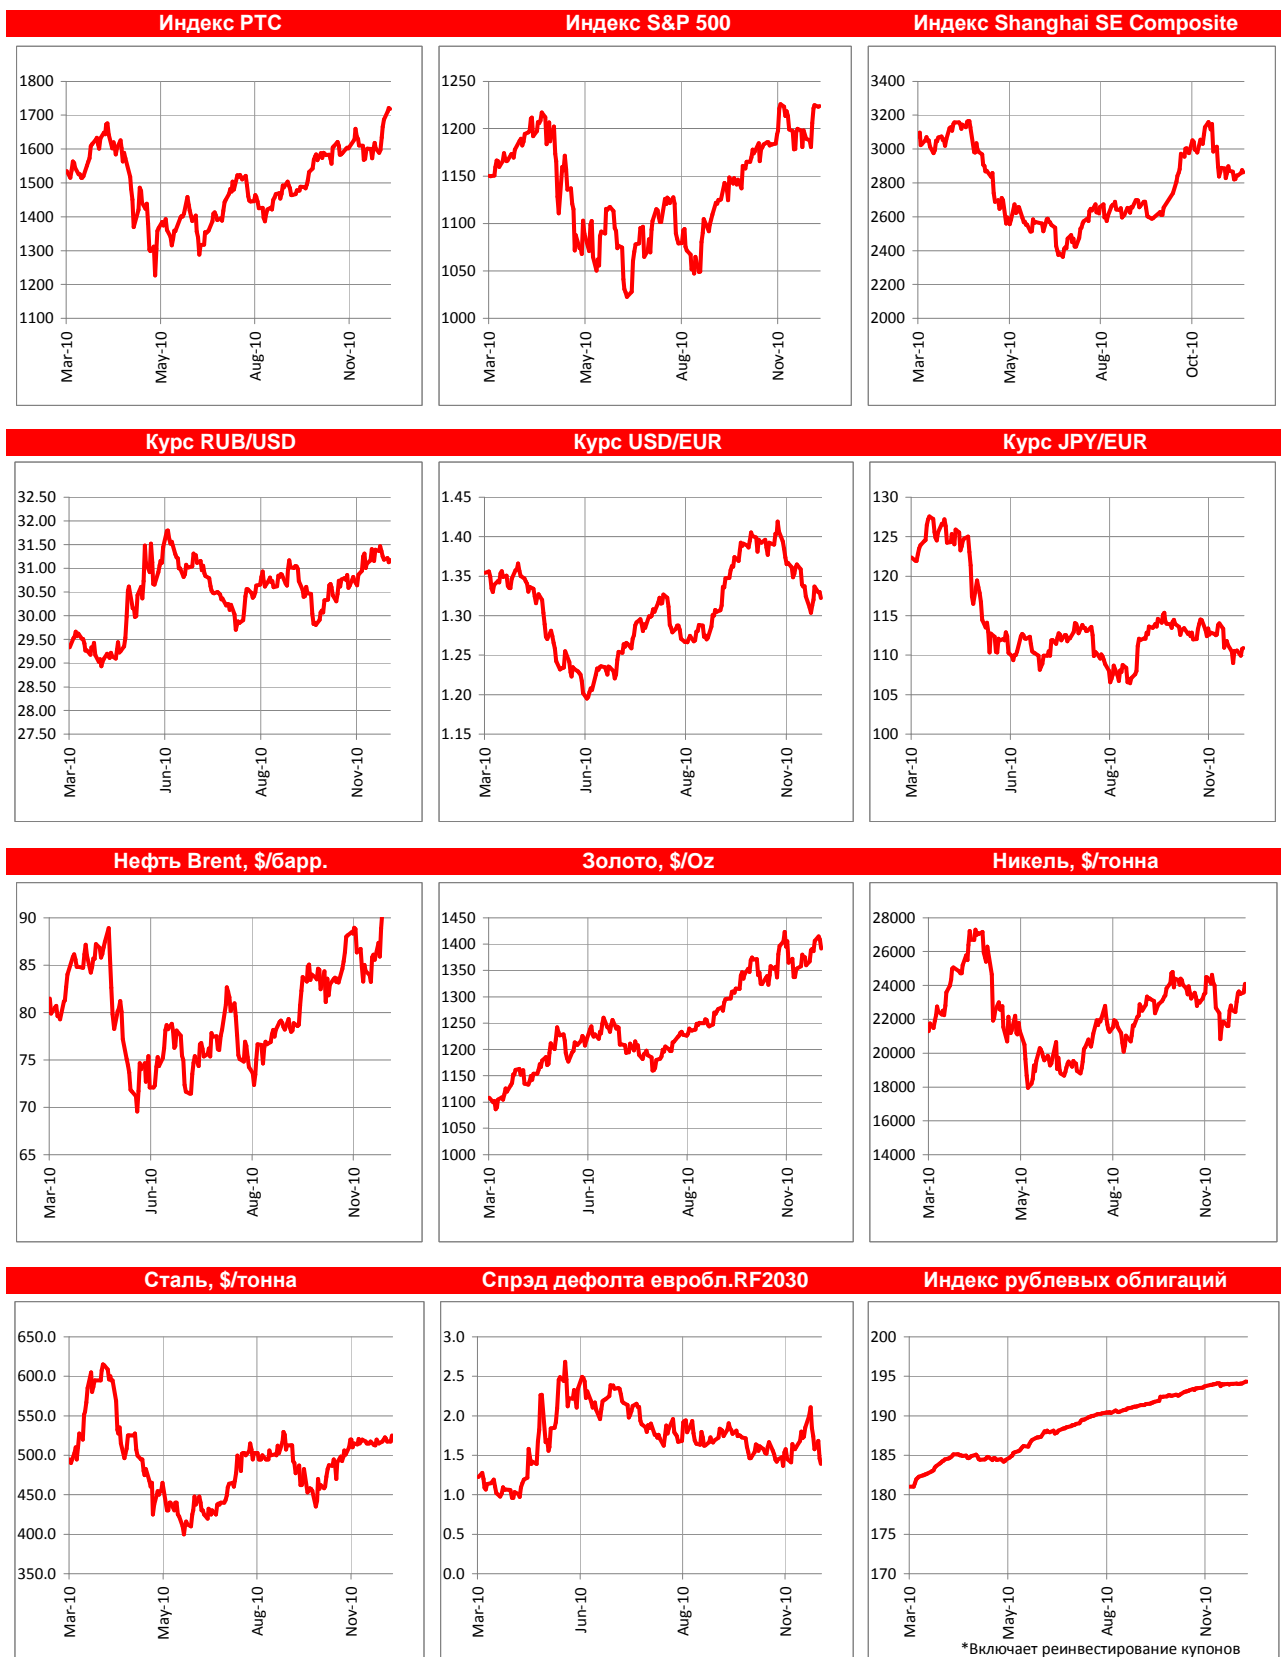 Индекс РТС
Индекс S&P 500
Индекс Shanghai SE Composite
1800
1700
1600
1500
1400
1300
1200
1100
Mar-10
May-10
Aug-10
Nov-10
1250
1200
1150
1100
1050
1000
Mar-10
May-10
Aug-10
Nov-10
3400
3200
3000
2800
2600
2400
2200
2000
Mar-10
May-10
Aug-10
Oct-10
Курс RUB/USD
Курс USD/EUR
Курс JPY/EUR
32.50
32.00
31.50
31.00
30.50
30.00
29.50
29.00
28.50
28.00
27.50
Mar-10
Jun-10
Aug-10
Nov-10
1.45
1.40
1.35
1.30
1.25
1.20
1.15
Mar-10
Jun-10
Aug-10
Nov-10
130
125
120
115
110
105
100
Mar-10
Jun-10
Aug-10
Nov-10
Нефть Brent, $/барр.
Золото, $/Oz
Никель, $/тонна
90
85
80
75
70
65
Mar-10
Jun-10
Aug-10
Nov-10
1450
1400
1350
1300
1250
1200
1150
1100
1050
1000
Mar-10
Jun-10
Aug-10
Nov-10
28000
26000
24000
22000
20000
18000
16000
14000
Mar-10
May-10
Aug-10
Nov-10
Сталь, $/тонна
Спрэд дефолта евробл.RF2030
Индекс рублевых облигаций
650.0
600.0
550.0
500.0
450.0
400.0
350.0
Mar-10
May-10
Aug-10
Nov-10
3.0
2.5
2.0
1.5
1.0
0.5
0.0
Mar-10
Jun-10
Aug-10
Nov-10
200
195
190
185
180
175
170
Mar-10
May-10
Aug-10
Nov-10
*Включает реинвестирование купонов